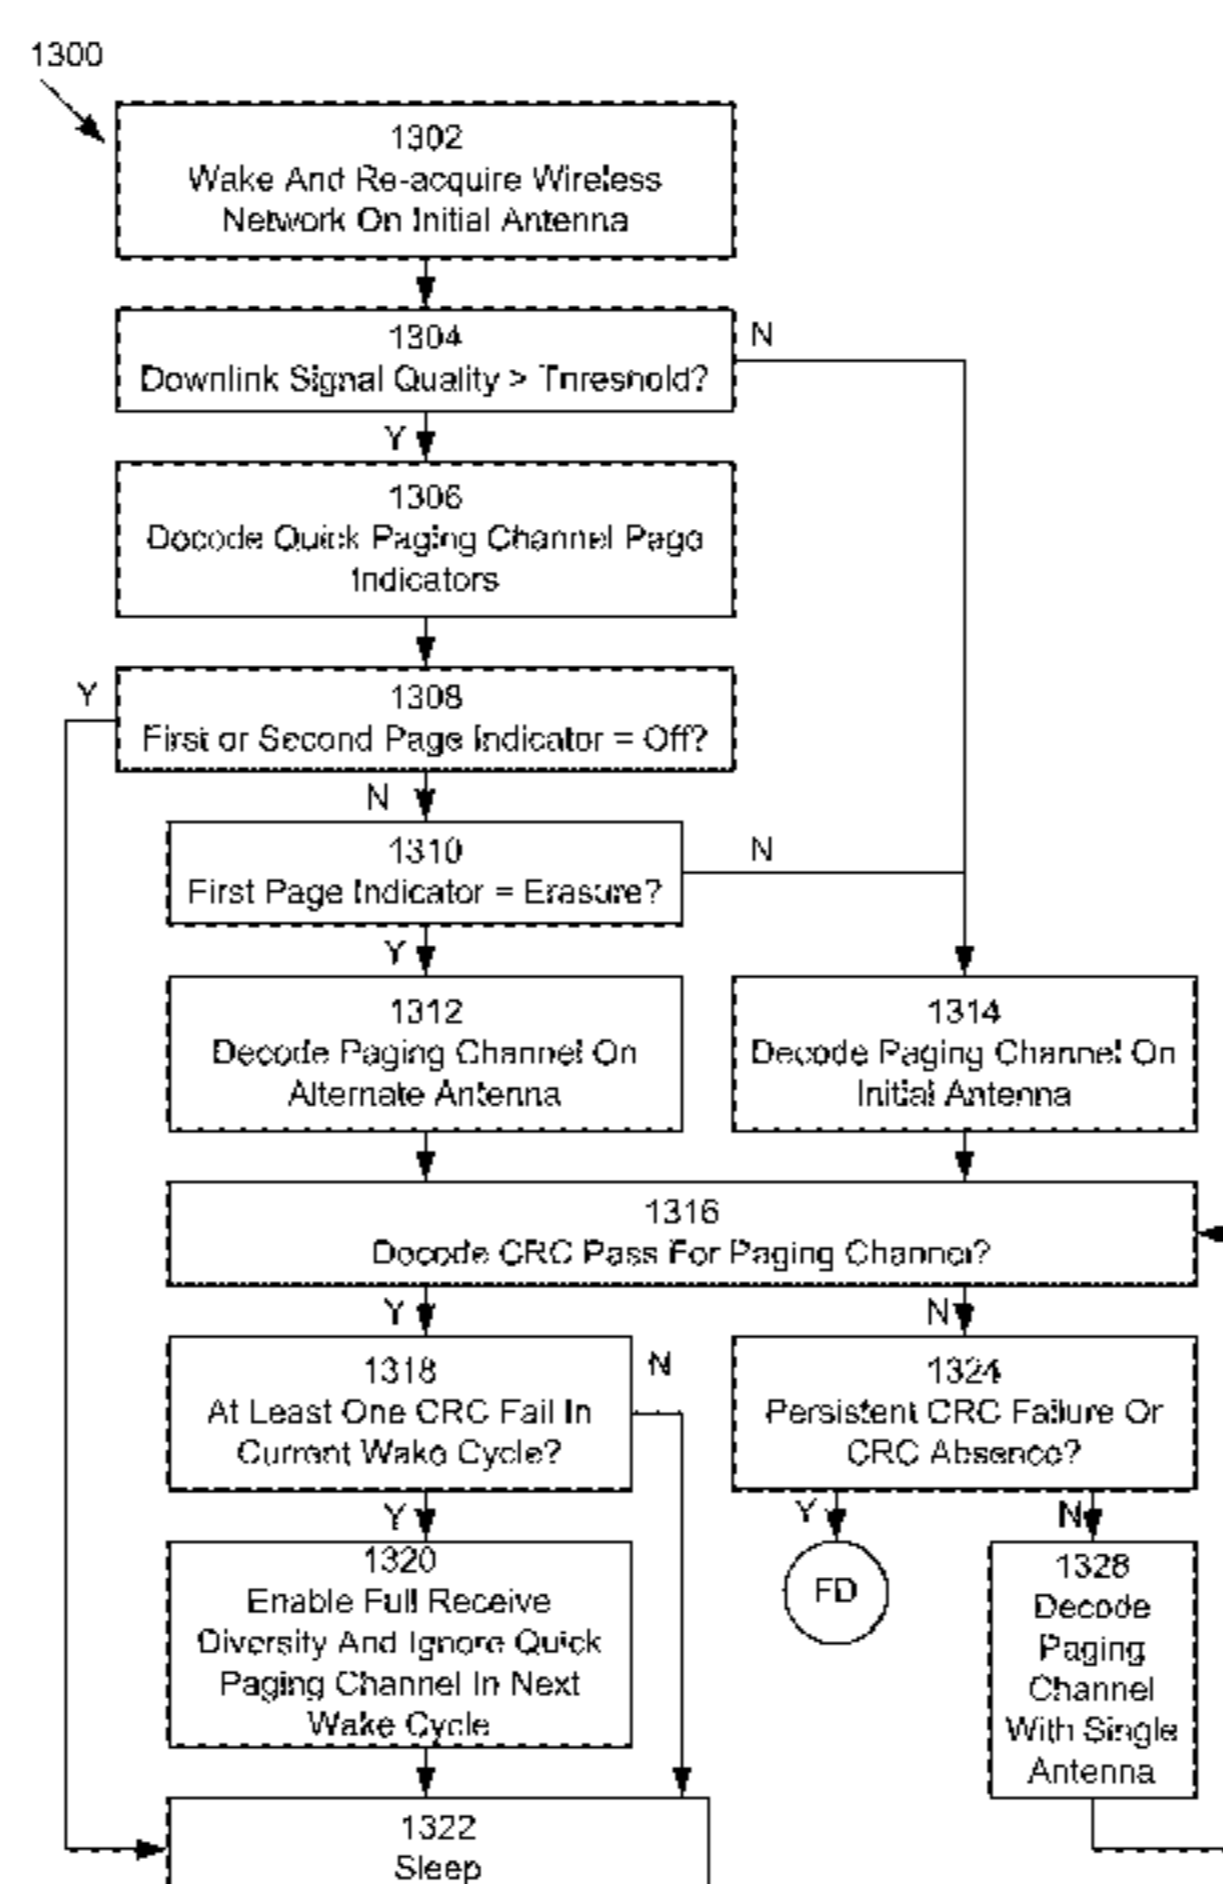 1300
1302
Wake And Re-acquire Wireless
Network On Initial Antenna
1304
Downlink Signal Quality > Threshold?
N
Y
1306
Decode Quick Paging Channel Page
Indicators
Y
1308
First or Second Page Indicator = Off?
N
1310
First Page Indicator = Erasure?
N
Y
1312
Decode Paging Channel On
Alternate Antenna
1314
Decode Paging Channel On
Initial Antenna
1316
Decode CRC Pass For Paging Channel?
Y
N
1318
At Least One CRC Fail In
Current Wake Cycle?
N
1324
Persistent CRC Failure Or
CRC Absence?
Y
Y
N
1320
Enable Full Receive
Diversity And Ignore Quick
Paging Channel In Next
Wake Cycle
FD
1328
Decode
Paging
Channel
With Single
Antenna
1322
Sleep